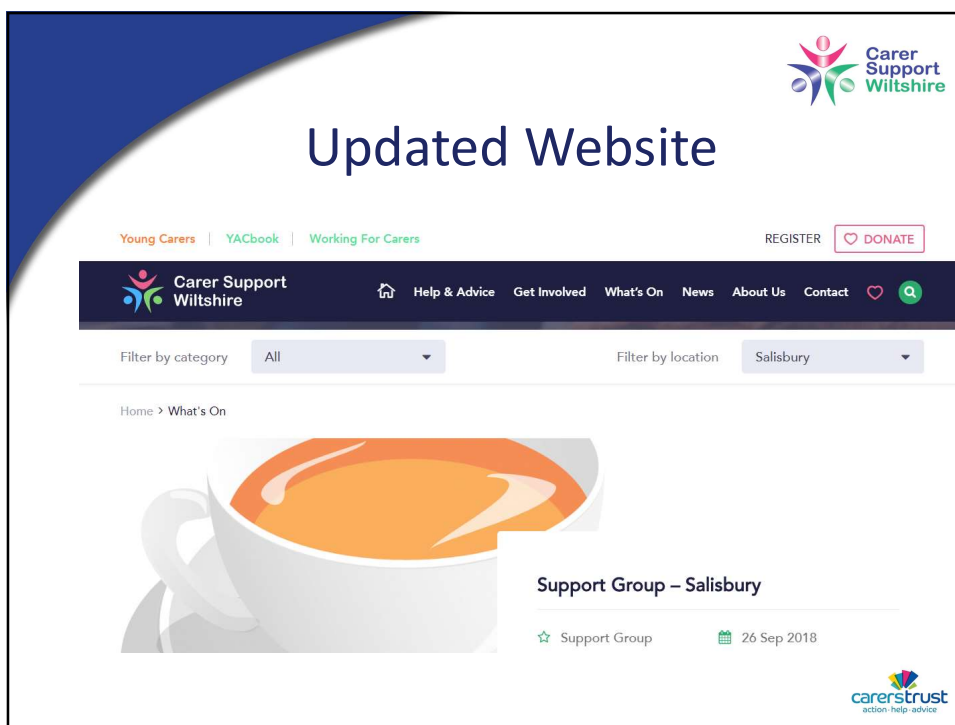 Carer
Support
Wiltshire
Updated Website
Young Carers | YACbook | Working For Carers REGISTER DONATE
Carer Support
Wiltshire
Help & Advice Get Involved What's On News About Us Contact
Filter by category All Filter by location Salisbury
Home > What's On
Support Group – Salisbury
Support Group 26 Sep 2018
carerstrust
action·help·advice